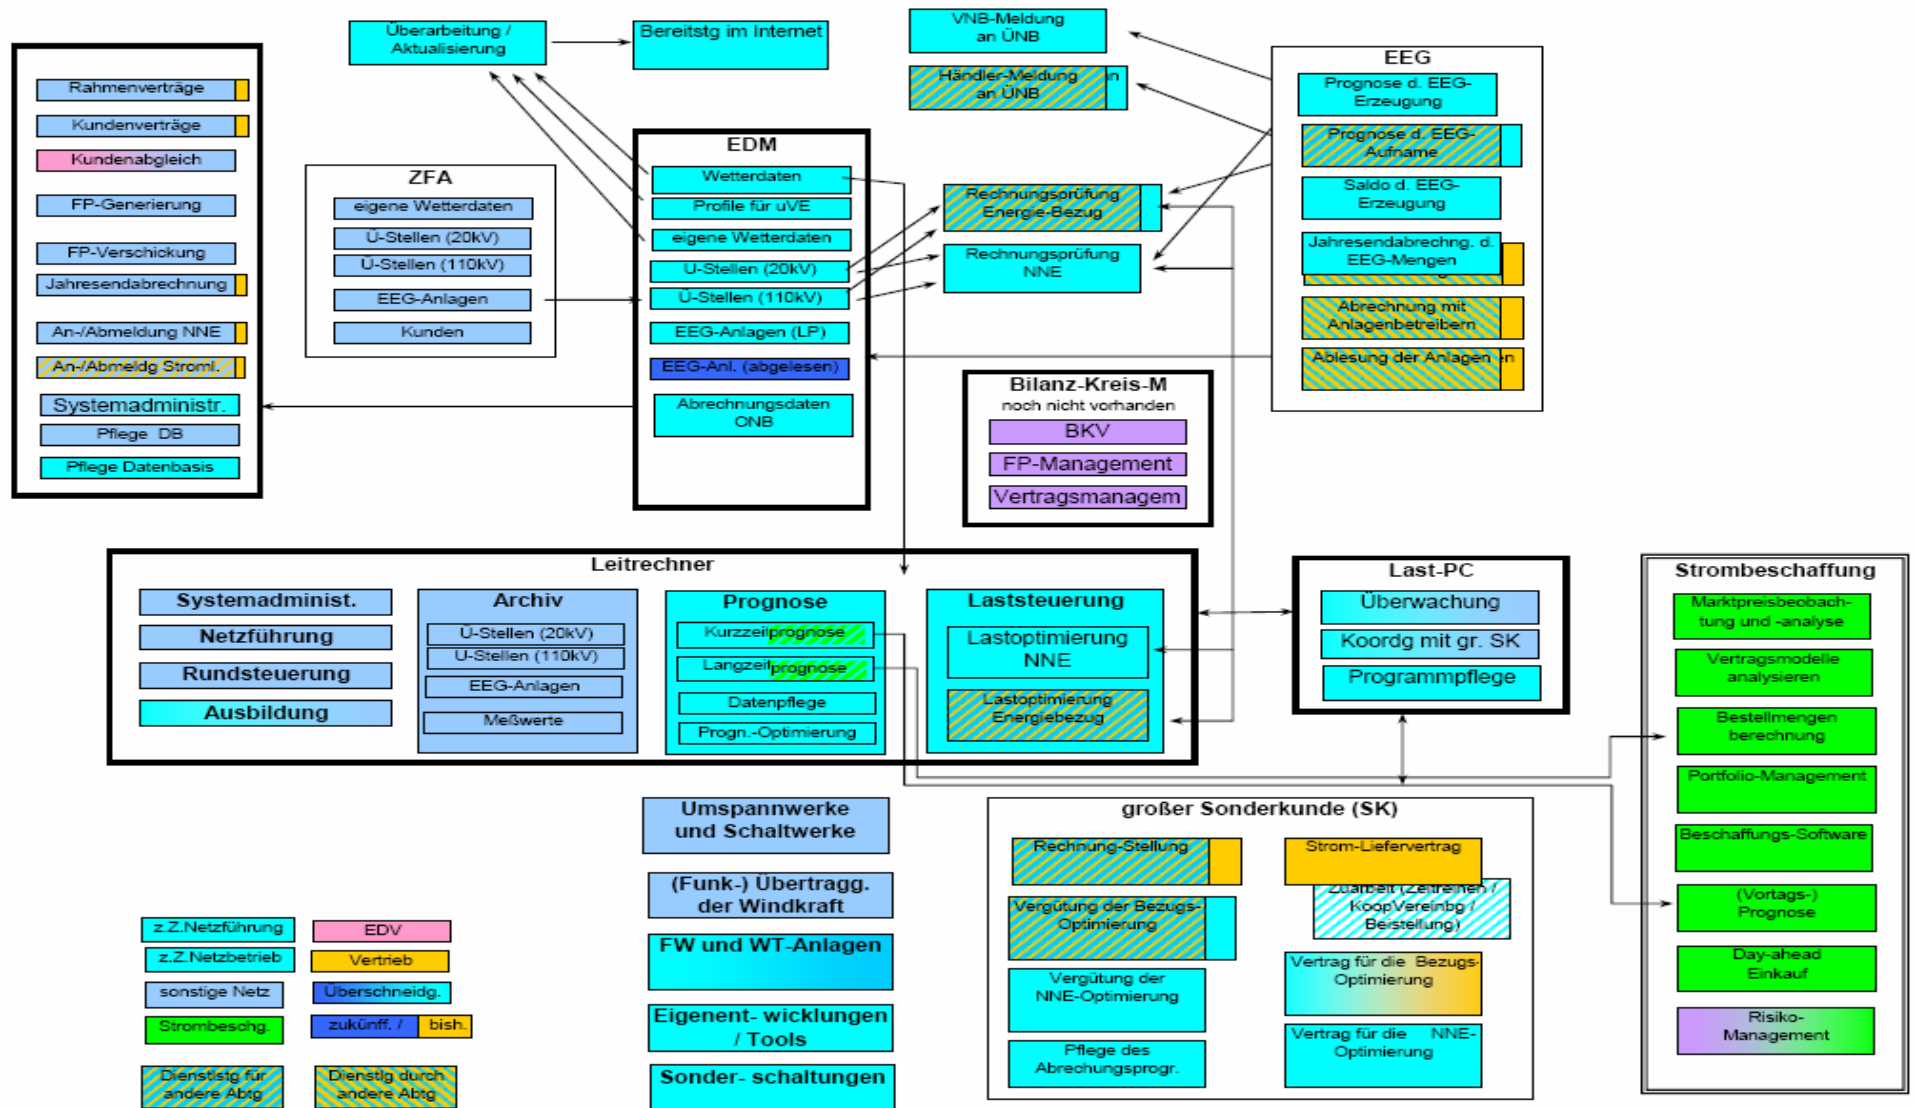 Überarbeitung /
Aktualisierung
Bereitstg im Internet
VNB-Meldung
an ÜNB
Händler-Meldung
an ÜNB
Rahmenverträge
Kundenverträge
Kundenabgleich
FP-Generierung
FP-Verschickung
Jahresendabrechnung
An-/Abmeldung NNE
An-/Abmeldg Stroml.
Systemadministr.
Pflege DB
Pflege Datenbasis
ZFA
eigene Wetterdaten
Ü-Stellen (20kV)
Ü-Stellen (110kV)
EEG-Anlagen
Kunden
EDM
Wetterdaten
Profile für uVE
eigene Wetterdaten
U-Stellen (20kV)
Ü-Stellen (110kV)
EEG-Anlagen (LP)
EEG-Anl. (abgelesen)
Abrechnungsdaten
ONB
Rechnungsprüfung
Energie-Bezug
Rechnungsprüfung
NNE
EEG
Prognose d. EEG-
Erzeugung
Prognose d. EEG-
Aufname
Saldo d. EEG-
Erzeugung
Jahresendabrechng. d.
EEG-Mengen
Abrechnung mit
Anlagenbetreibern
Ablesung der Anlagen
Bilanz-Kreis-M
noch nicht vorhanden
BKV
FP-Management
Vertragsmanagem
Leitrechner
Systemadminist.
Netzführung
Rundsteuerung
Ausbildung
Archiv
Ü-Stellen (20kV)
U-Stellen (110kV)
EEG-Anlagen
Meßwerte
Prognose
Kurzzeitprognose
Langzeitprognose
Datenpflege
Progn.-Optimierung
Laststeuerung
Lastoptimierung
NNE
Lastoptimierung
Energiebezug
Last-PC
Überwachung
Koordg mit gr. SK
Programmpflege
Strombeschaffung
Marktpreisbeobach-
tung und -analyse
Vertragsmodelle
analysieren
Bestellmengen
berechnung
Portfolio-Management
Beschaffungs-Software
(Vortags-)
Prognose
Day-ahead
Einkauf
Risiko-
Management
Umspannwerke
und Schaltwerke
(Funk-) Übertragg.
der Windkraft
FW und WT-Anlagen
Eigenent- wicklungen
/ Tools
Sonder- schaltungen
großer Sonderkunde (SK)
Rechnung-Stellung
Vergütung der Bezugs-
Optimierung
Vergütung der
NNE-Optimierung
Pflege des
Abrechungsprogr.
Strom-Liefervertrag
Zuarbeit (Zeitreihen /
KoopVereinbg /
Beistellung)
Vertrag für die Bezugs-
Optimierung
Vertrag für die NNE-
Optimierung
z.Z.Netzführung
z.Z.Netzbetrieb
sonstige Netz
Strombeschg.
EDV
Vertrieb
Überschneidg.
zukünff. / bish.
Dienstlstg für
andere Abtg
Dienstlg durch
andere Abtg